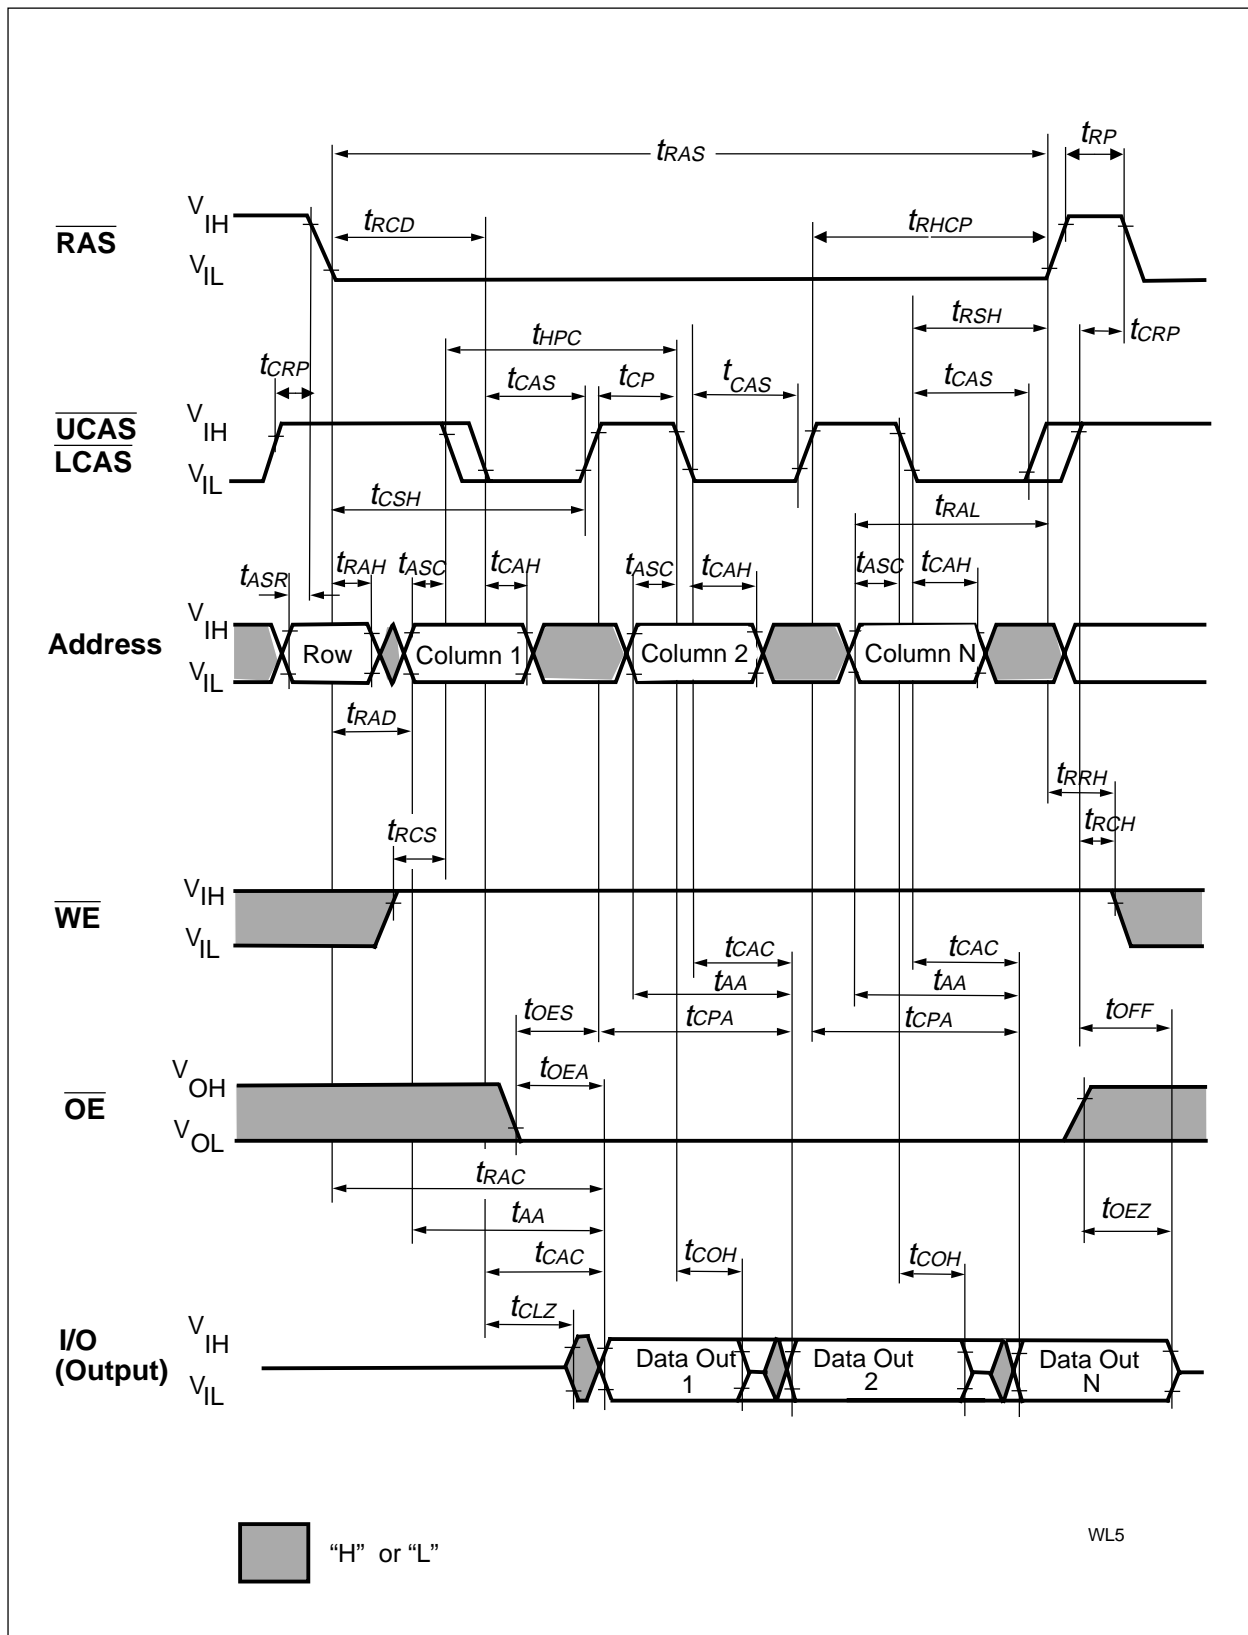 tRAS
tRP
VIH
RAS
VIL
tRCD
tRHCP
tRSH
tCRP
tHPC
tCRP
tCAS
tCP
tCAS
tCAS
VIH
UCAS
LCAS
VIL
tCSH
tRAL
tASR
tRAH
tASC
tCAH
tASC
tCAH
tASC
tCAH
VIH
Address
VIL
Row
Column 1
Column 2
Column N
tRAD
tRRH
tRCS
tRCH
VIH
WE
VIL
tCAC
tCAC
tAA
tAA
tOES
tCPA
tCPA
tOFF
tOEA
VOH
OE
VOL
tRAC
tAA
tOEZ
tCAC
tCOH
tCOH
tCLZ
VIH
I/O
(Output)
VIL
Data Out
1
Data Out
2
Data Out
N
“H” or “L”
WL5